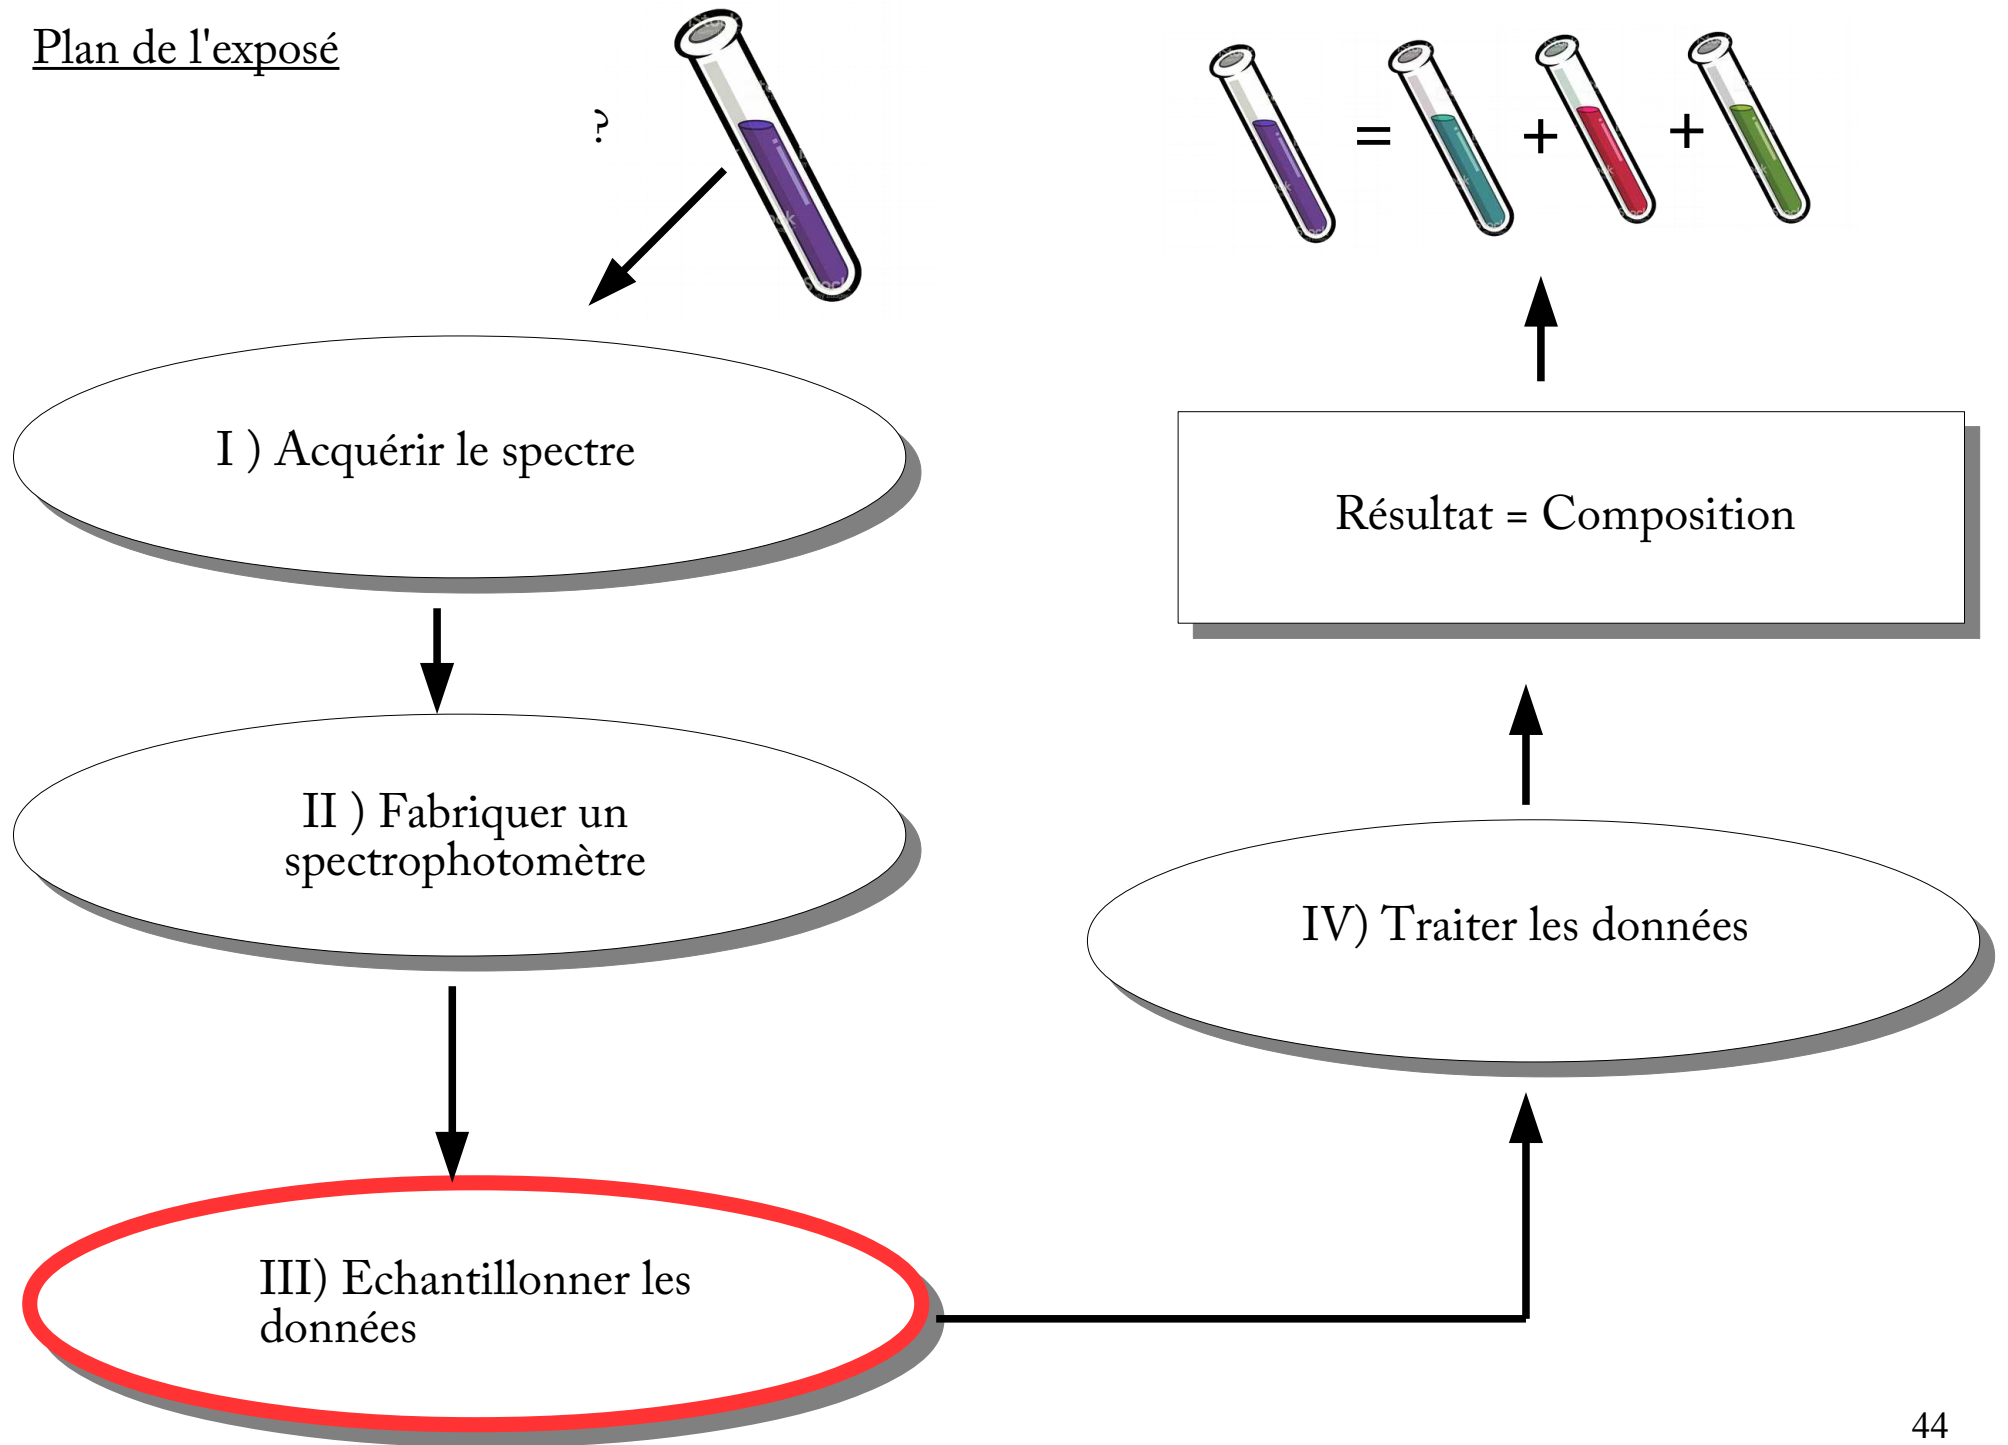 Plan de l'exposé
?
= + +
I ) Acquérir le spectre
II ) Fabriquer un
spectrophotomètre
III) Echantillonner les
données
IV) Traiter les données
Résultat = Composition
44